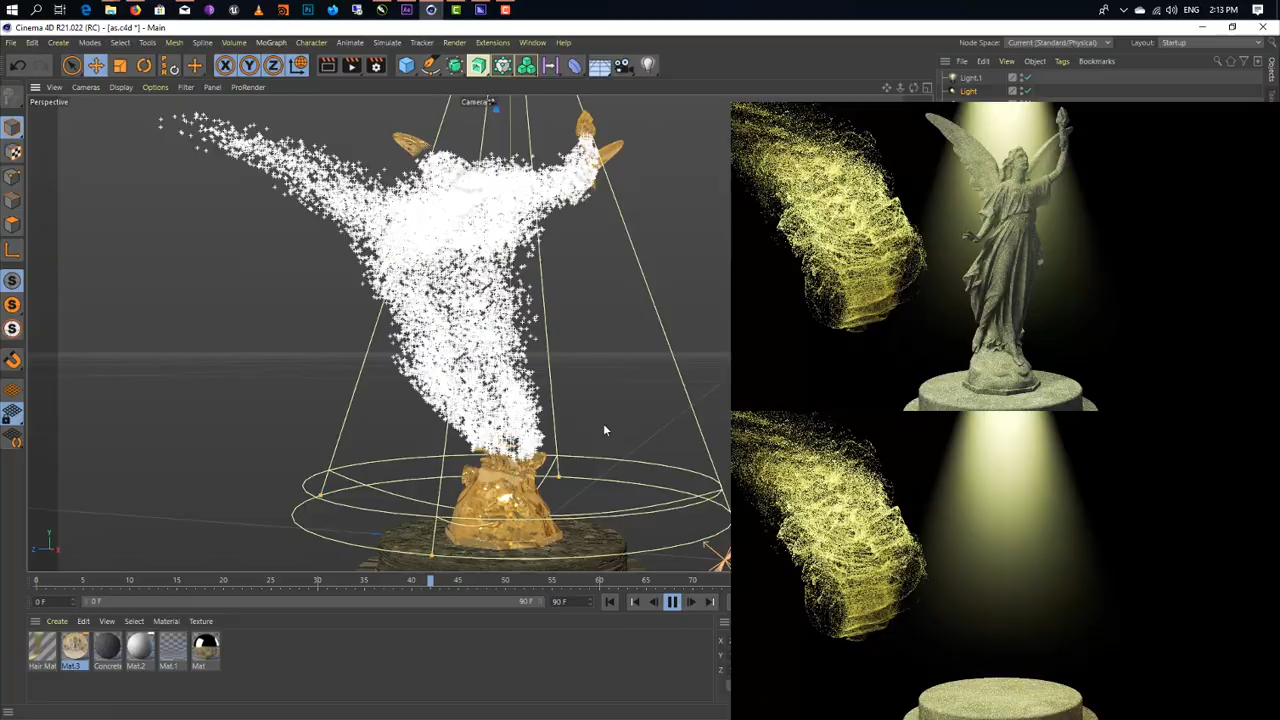 ENG 2:13 PM
Cinema 4D R21.022 (RC) - [as.c4d *] - Main
File Edit Create Modes Select Tools Mesh Spline Volume MoGraph Character Animate Simulate Tracker Render Extensions Window Help Node Space: Current (Standard/Physical) Layout: Startup
X Y Z
PSR
File Edit View Object Tags Bookmarks
Objects
Light.1
Light
View Cameras Display Options Filter Panel ProRender
Perspective
Camera
S
S
S
Y
Z X
0 5 10 15 20 25 30 35 40 45 50 55 60 65 70
0 F 0 F 90 F 90 F
Create Edit View Select Material Texture
X
Y
Z
Hair Mat Mat.3 Concrete Mat.2 Mat.1 Mat